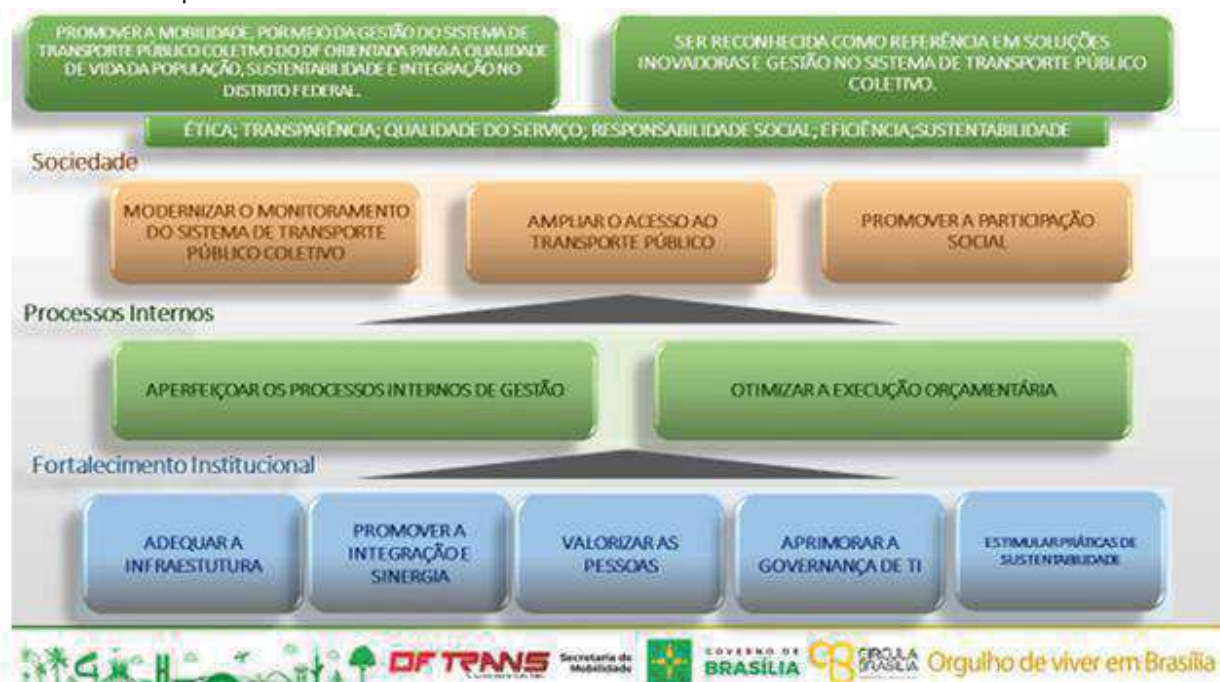 PROMOVER A MOBILIDADE, POR MEIO DA GESTÃO DO SISTEMA DE
TRANSPORTE PÚBLICO COLETIVO DO DF ORIENTADA PARA A QUALIDADE
DE VIDA DA POPULAÇÃO, SUSTENTABILIDADE E INTEGRAÇÃO NO
DISTRITO FEDERAL.
SER RECONHECIDA COMO REFERÊNCIA EM SOLUÇÕES
INOVADORAS E GESTÃO NO SISTEMA DE TRANSPORTE PÚBLICO
COLETIVO.
ÉTICA; TRANSPARÊNCIA; QUALIDADE DO SERVIÇO; RESPONSABILIDADE SOCIAL; EFICIÊNCIA;SUSTENTABILIDADE
Sociedade
MODERNIZAR O MONITORAMENTO
DO SISTEMA DE TRANSPORTE
PÚBLICO COLETIVO
AMPLIAR O ACESSO AO
TRANSPORTE PÚBLICO
PROMOVER A PARTICIPAÇÃO
SOCIAL
Processos Internos
APERFEIÇOAR OS PROCESSOS INTERNOS DE GESTÃO
OTIMIZAR A EXECUÇÃO ORÇAMENTÁRIA
Fortalecimento Institucional
ADEQUAR A
INFRAESTUTURA
PROMOVER A
INTEGRAÇÃO E
SINERGIA
VALORIZAR AS
PESSOAS
APRIMORAR A
GOVERNANÇA DE TI
ESTIMULAR PRÁTICAS DE
SUSTENTABILIDADE
DFTRANS
Secretaria de
Mobilidade
GOVERNO DE
BRASÍLIA
CIRCULA
BRASÍLIA
Orgulho de viver em Brasília